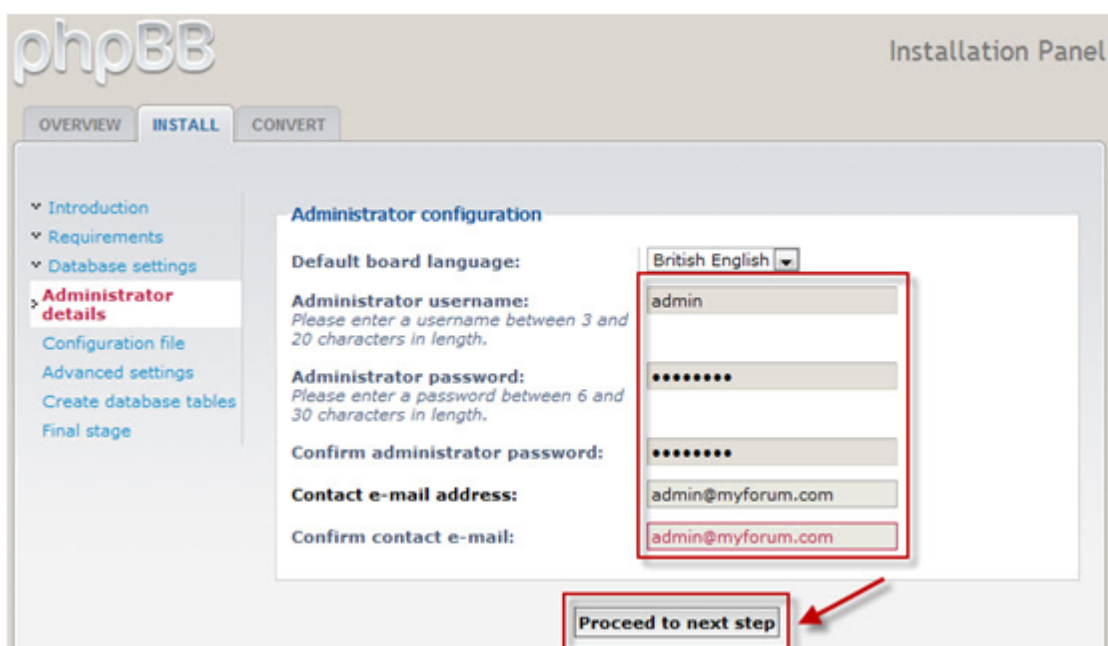 phpBB
Installation Panel
OVERVIEW
INSTALL
CONVERT
Introduction
Requirements
Database settings
Administrator
details
Configuration file
Advanced settings
Create database tables
Final stage
Administrator configuration
Default board language:
British English
Administrator username:
Please enter a username between 3 and
20 characters in length.
admin
Administrator password:
Please enter a password between 6 and
30 characters in length.
••••••••
Confirm administrator password:
••••••••
Contact e-mail address:
admin@myforum.com
Confirm contact e-mail:
admin@myforum.com
Proceed to next step